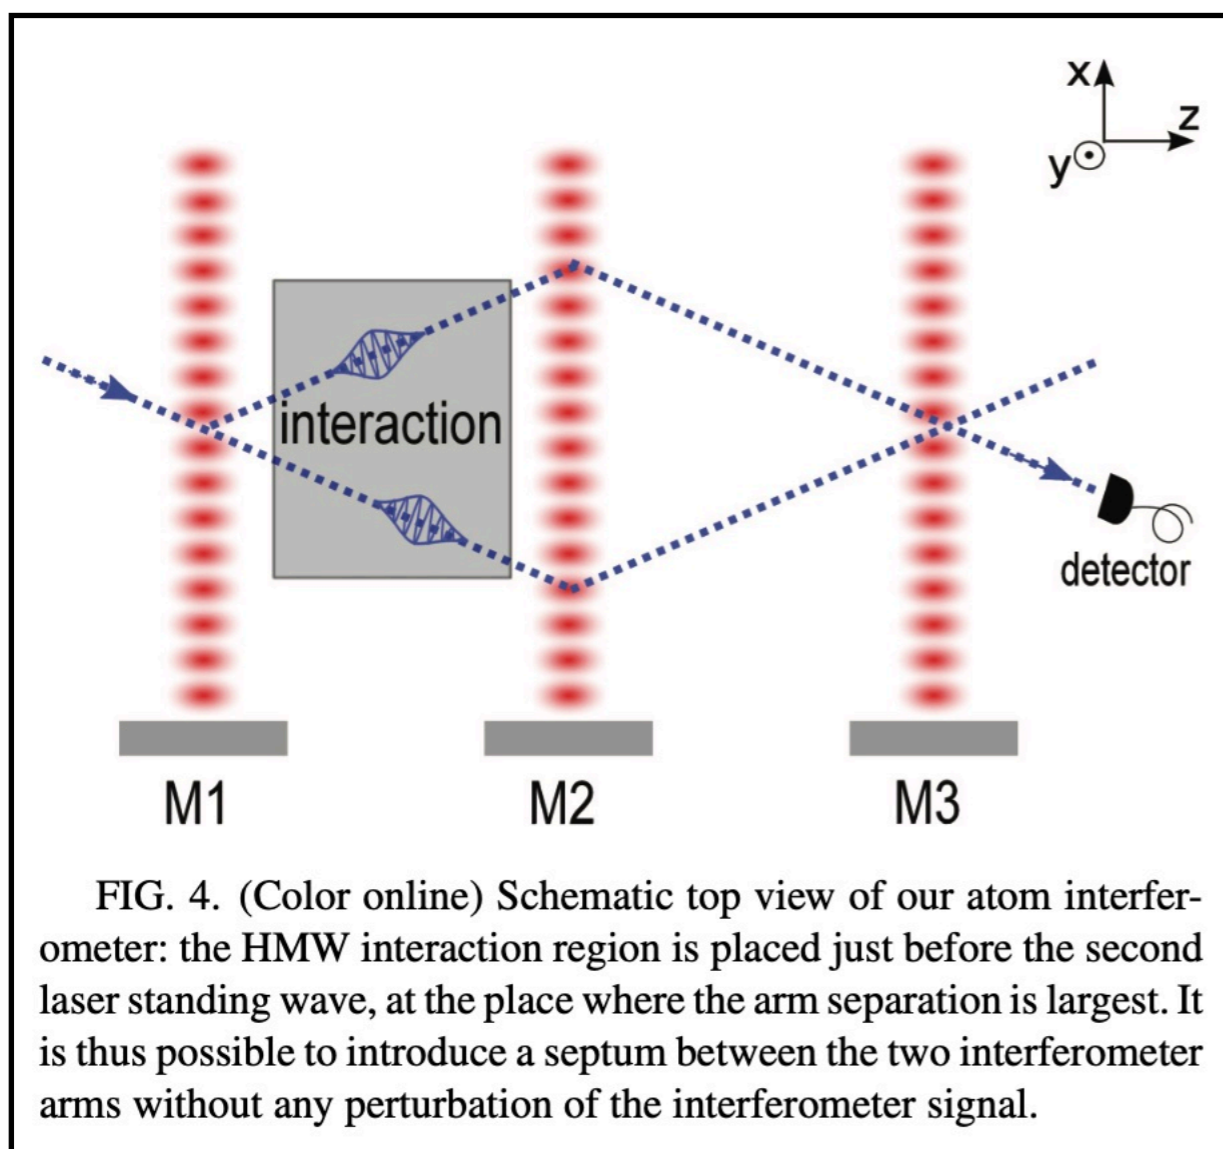 x
z
y
interaction
detector
M1 M2 M3
FIG. 4. (Color online) Schematic top view of our atom interfer-
ometer: the HMW interaction region is placed just before the second
laser standing wave, at the place where the arm separation is largest. It
is thus possible to introduce a septum between the two interferometer
arms without any perturbation of the interferometer signal.